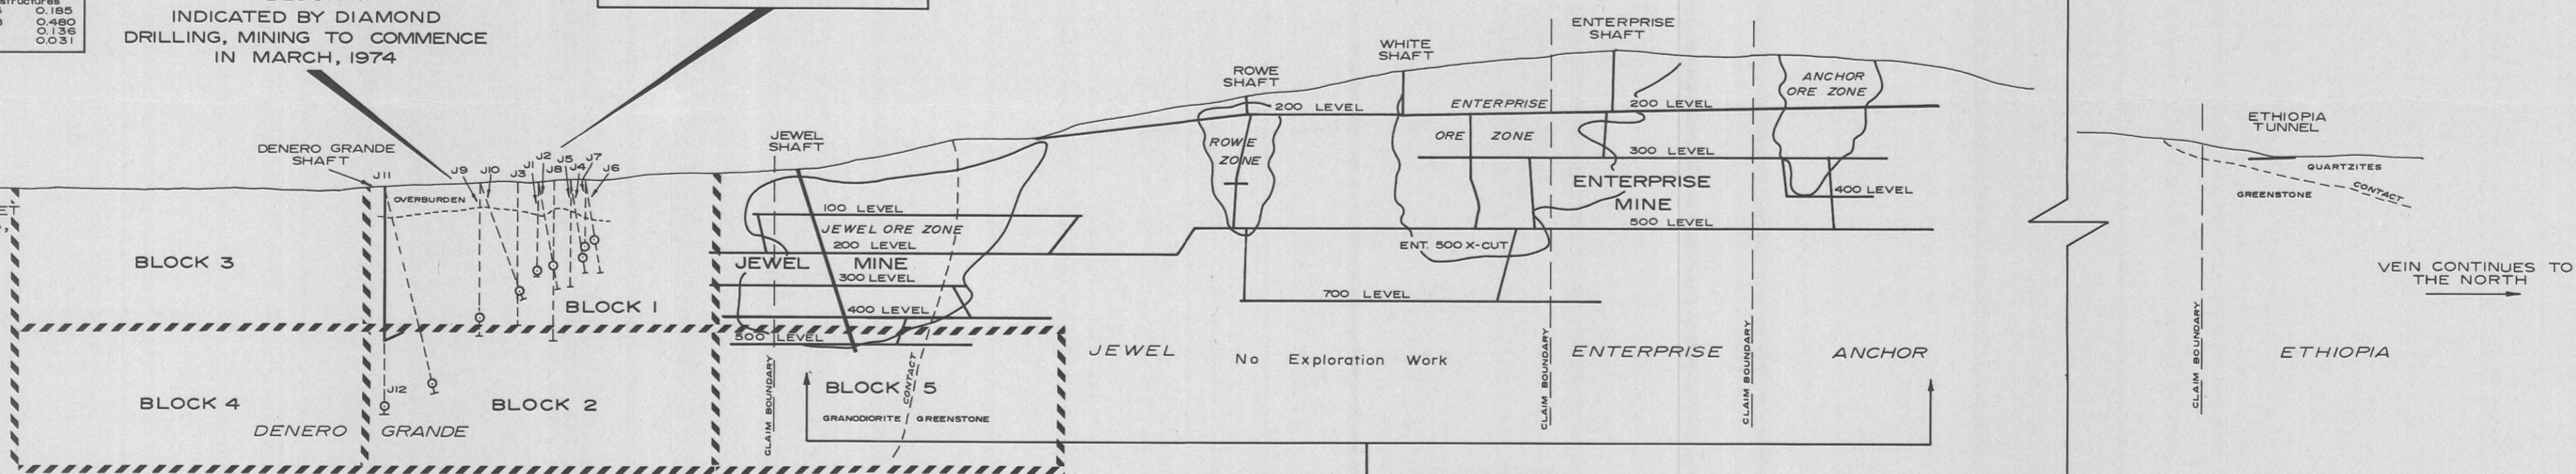 0.185
0.480
0.136
0.031
INDICATED BY DIAMOND
DRILLING, MINING TO COMMENCE
IN MARCH, 1974
DENERO GRANDE
SHAFT
J11
J9
J10
J3
J1
J2
J8
J5
J4
J7
J6
OVERBURDEN
BLOCK 3
BLOCK 1
J12
BLOCK 4
BLOCK 2
DENERO GRANDE
JEWEL
SHAFT
100 LEVEL
JEWEL ORE ZONE
200 LEVEL
JEWEL MINE
300 LEVEL
400 LEVEL
500 LEVEL
BLOCK 5
CONTACT
GRANODIORITE
GREENSTONE
CLAIM BOUNDARY
ROWE
SHAFT
200 LEVEL
ROWE
ZONE
WHITE
SHAFT
ENTERPRISE
ORE ZONE
ENT. 500 X-CUT
700 LEVEL
JEWEL
No Exploration Work
ENTERPRISE
SHAFT
200 LEVEL
300 LEVEL
ENTERPRISE
MINE
500 LEVEL
CLAIM BOUNDARY
ENTERPRISE
CLAIM BOUNDARY
ANCHOR
ORE ZONE
400 LEVEL
ANCHOR
ETHIOPIA
TUNNEL
QUARTZITES
GREENSTONE
CONTACT
VEIN CONTINUES TO
THE NORTH
CLAIM BOUNDARY
ETHIOPIA